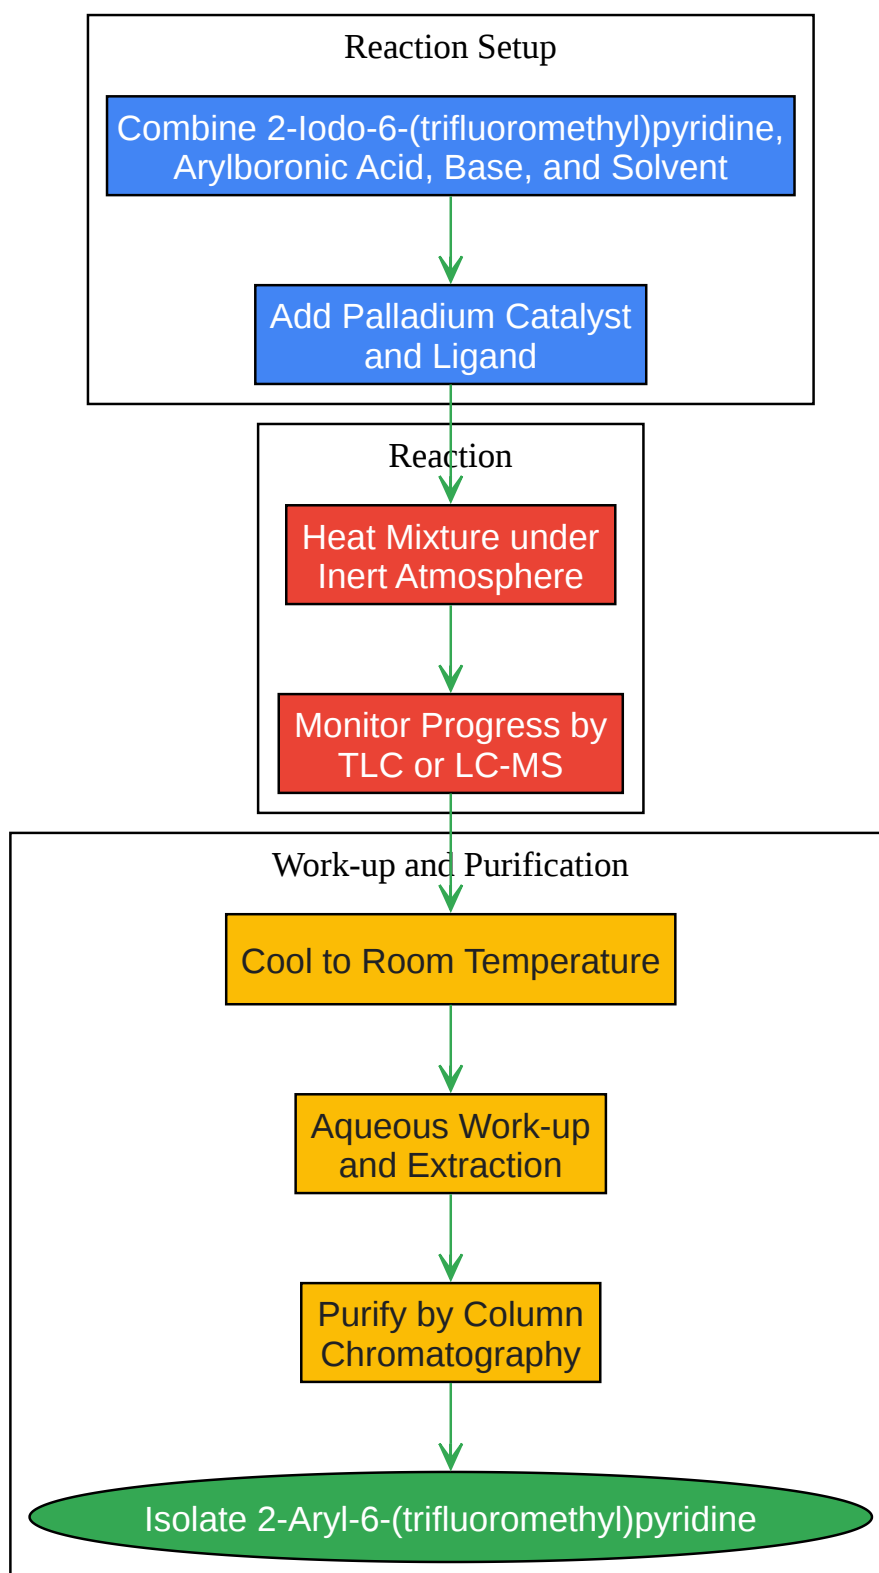 Reaction Setup
Combine 2-Iodo-6-(trifluoromethyl)pyridine,
Arylboronic Acid, Base, and Solvent
Add Palladium Catalyst
and Ligand
Reaction
Heat Mixture under
Inert Atmosphere
Monitor Progress by
TLC or LC-MS
Work-up and Purification
Cool to Room Temperature
Aqueous Work-up
and Extraction
Purify by Column
Chromatography
Isolate 2-Aryl-6-(trifluoromethyl)pyridine